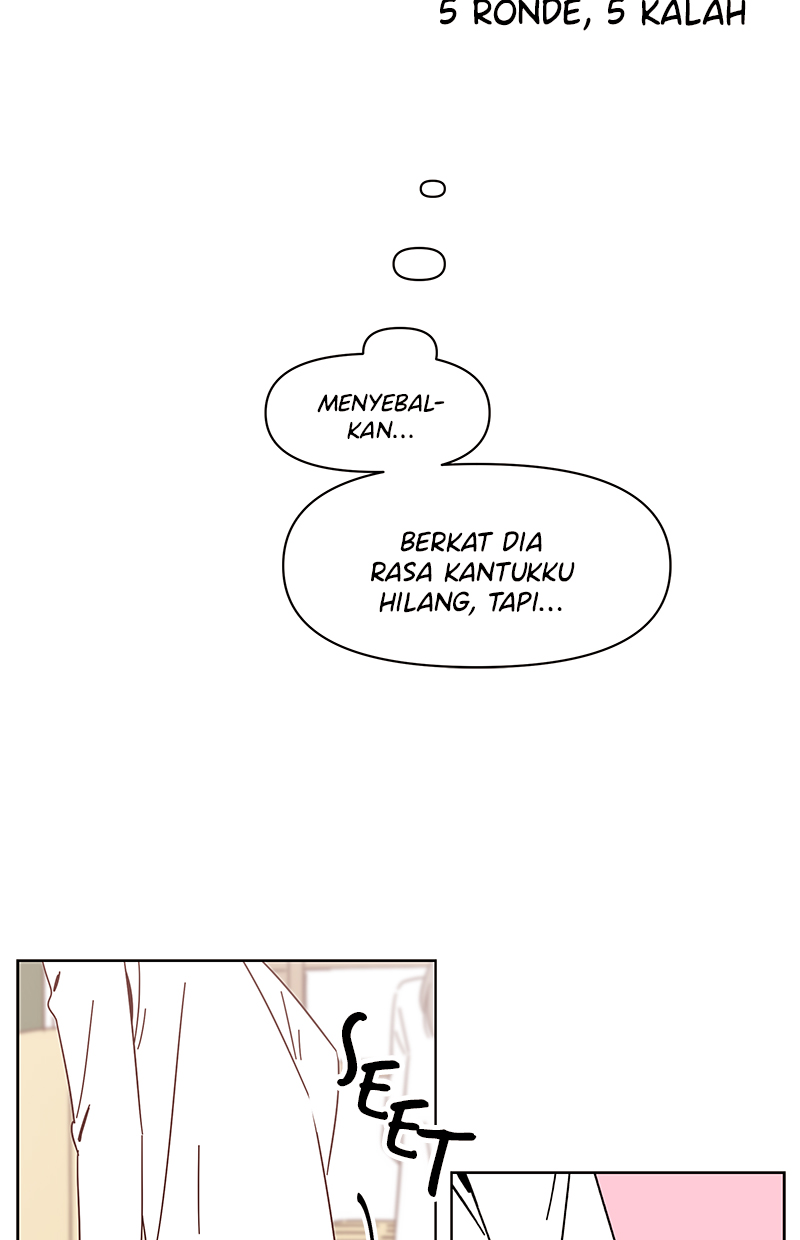 5 RONDE, 5 KALAH
MENYEBAL-
KAN...
BERKAT DIA
RASA KANTUKKU
HILANG, TAPI...
SEET